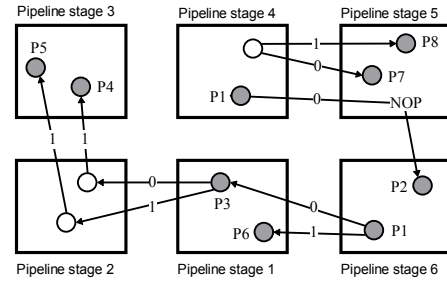 Pipeline stage 3
Pipeline stage 4
Pipeline stage 5
P5
P4
1
0
P8
P7
P1
0
NOP
1
1
P2
0
1
P3
P6
0
1
P1
Pipeline stage 2
Pipeline stage 1
Pipeline stage 6